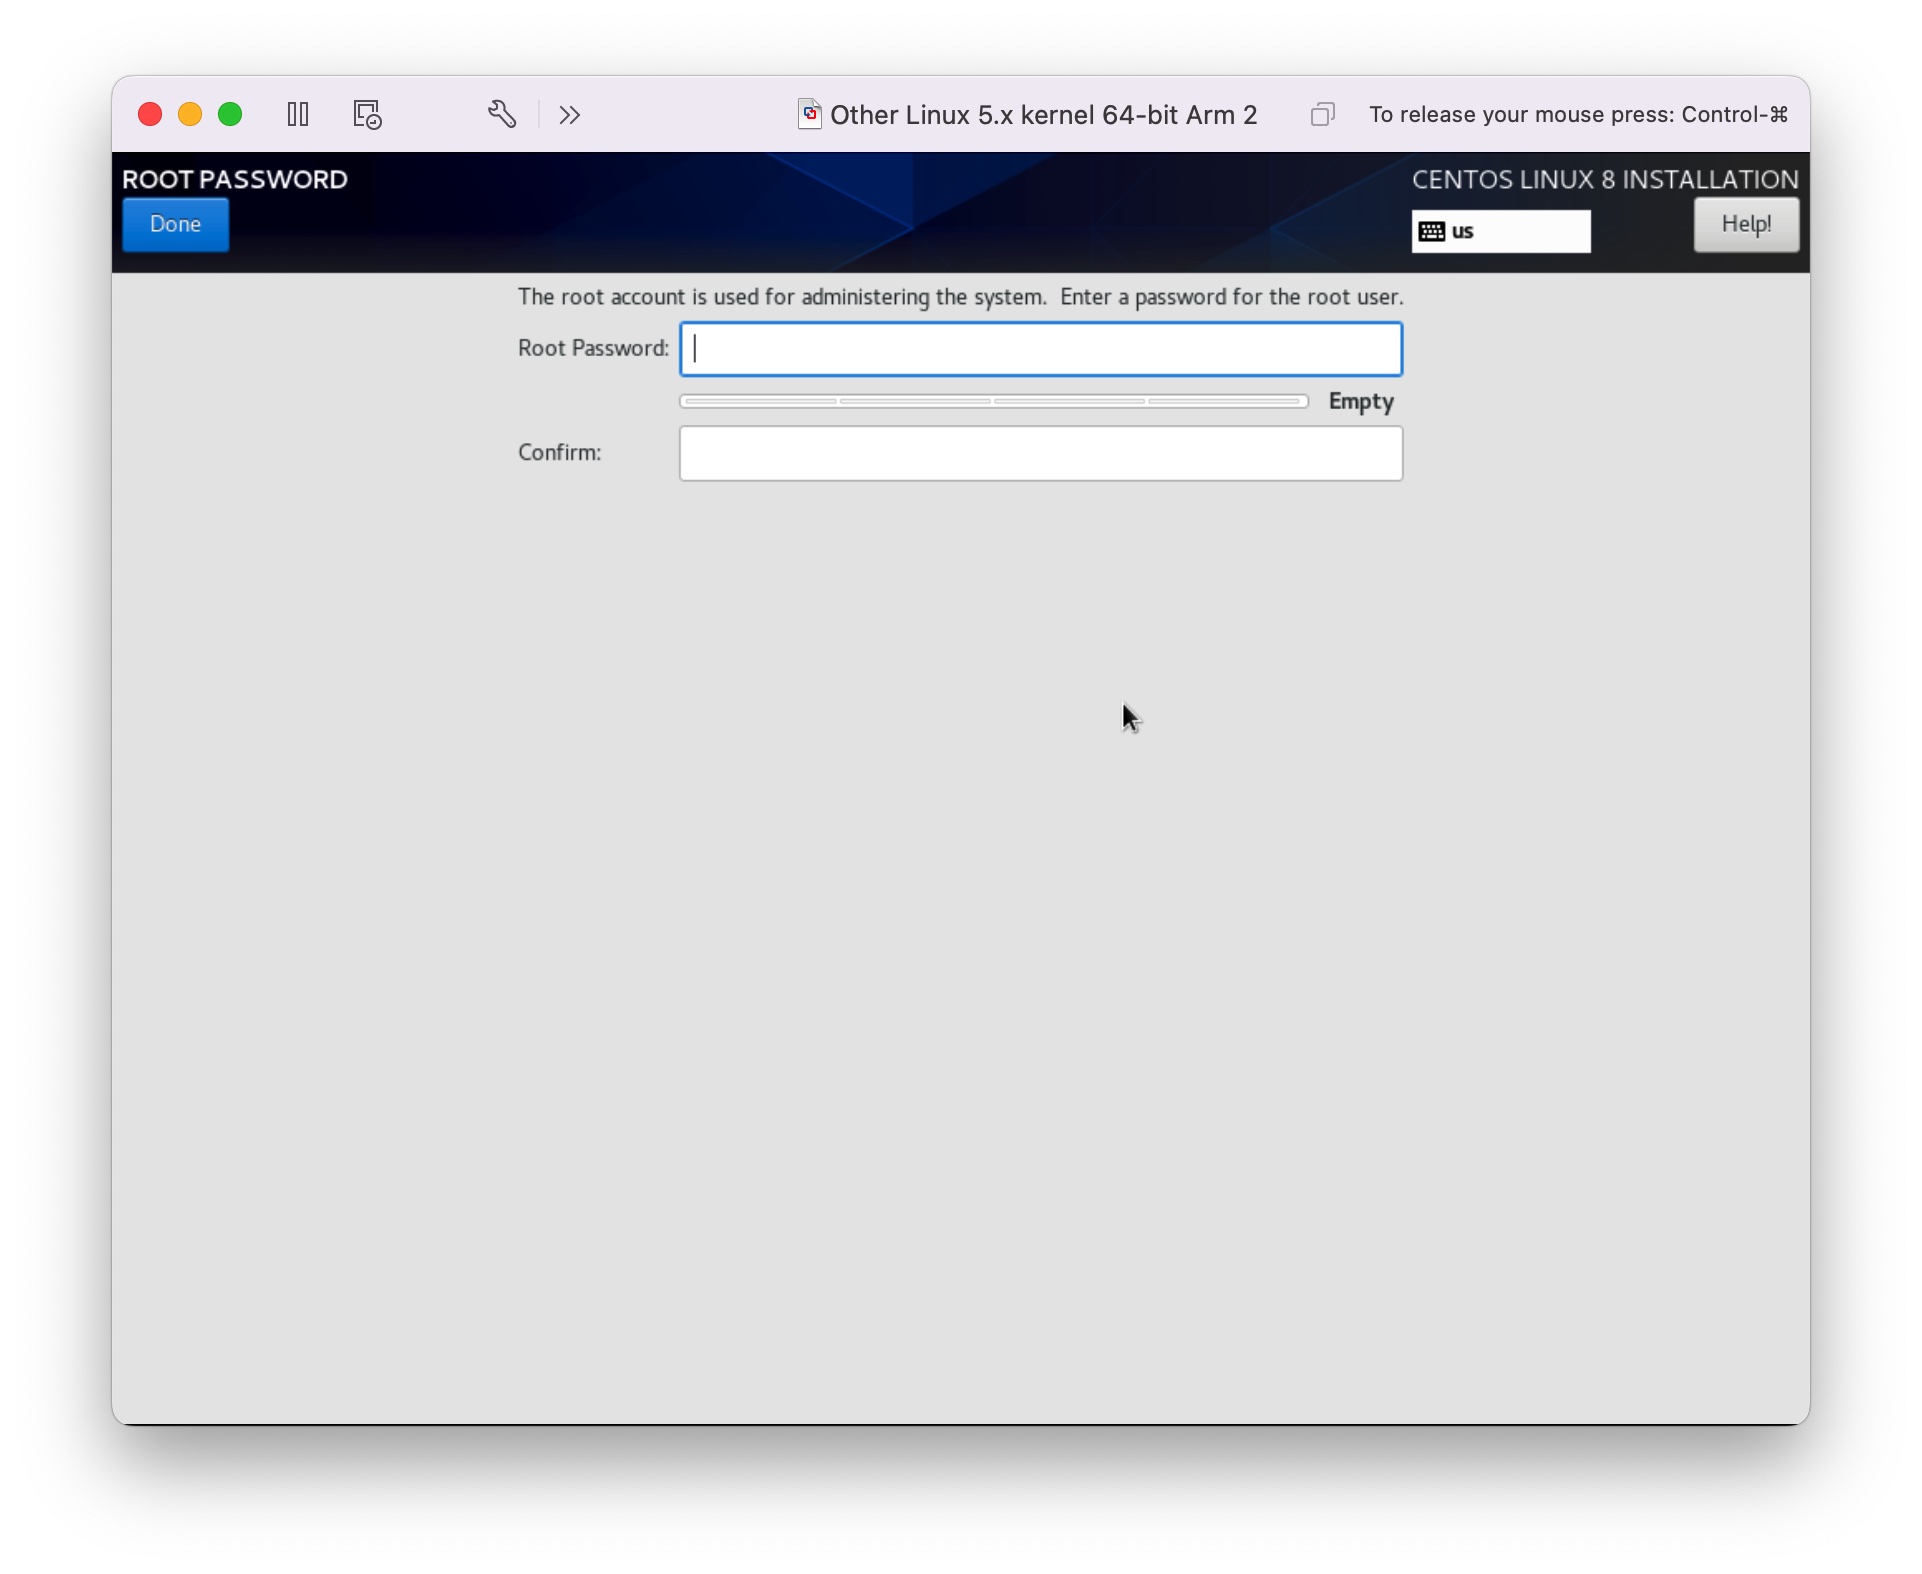 Other Linux 5.x kernel 64-bit Arm 2
To release your mouse press: Control-⌘
ROOT PASSWORD
CENTOS LINUX 8 INSTALLATION
Done
us
Help!
The root account is used for administering the system.  Enter a password for the root user.
Root Password:
Empty
Confirm: